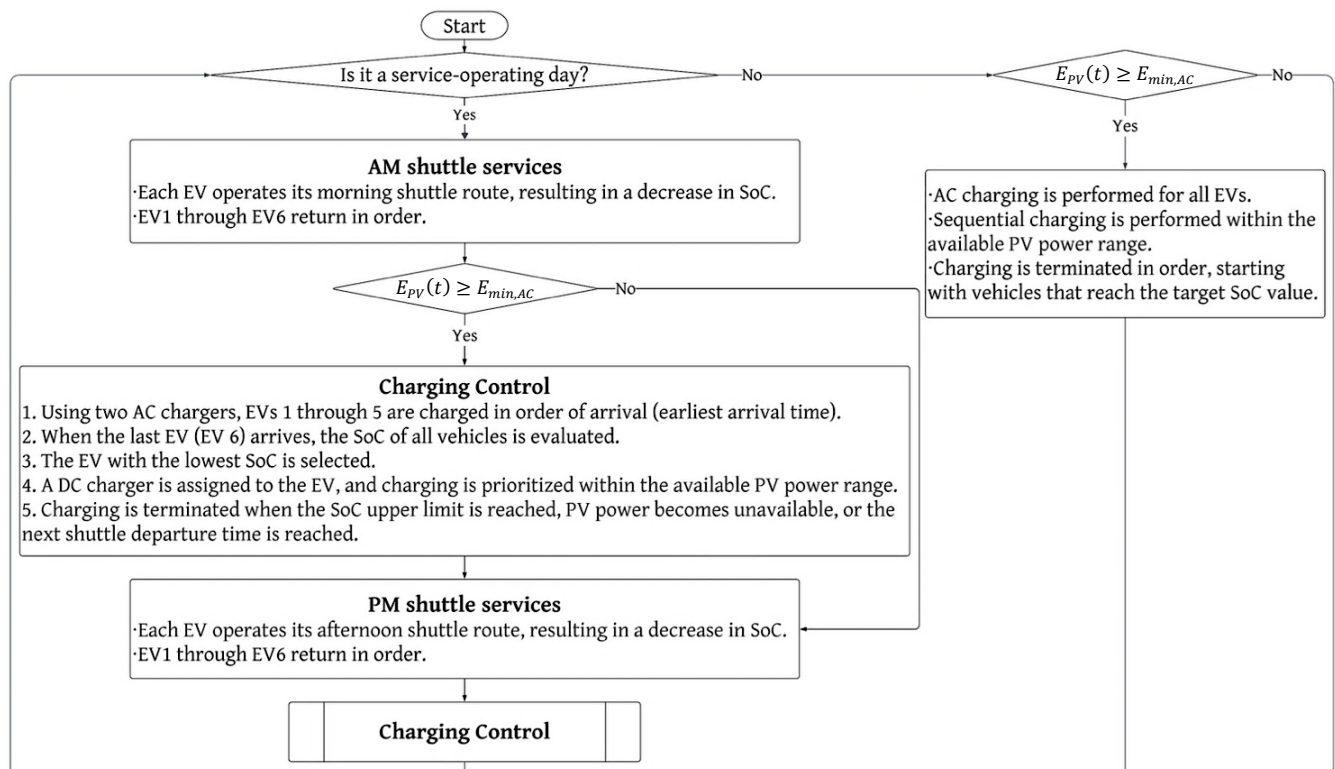 Start
Is it a service-operating day?
No
E_PV(t) ≥ E_min,AC
No
Yes
Yes
AM shuttle services
·Each EV operates its morning shuttle route, resulting in a decrease in SoC.
·EV1 through EV6 return in order.
·AC charging is performed for all EVs.
·Sequential charging is performed within the
available PV power range.
·Charging is terminated in order, starting
with vehicles that reach the target SoC value.
E_PV(t) ≥ E_min,AC
No
Yes
Charging Control
1. Using two AC chargers, EVs 1 through 5 are charged in order of arrival (earliest arrival time).
2. When the last EV (EV 6) arrives, the SoC of all vehicles is evaluated.
3. The EV with the lowest SoC is selected.
4. A DC charger is assigned to the EV, and charging is prioritized within the available PV power range.
5. Charging is terminated when the SoC upper limit is reached, PV power becomes unavailable, or the
next shuttle departure time is reached.
PM shuttle services
·Each EV operates its afternoon shuttle route, resulting in a decrease in SoC.
·EV1 through EV6 return in order.
Charging Control